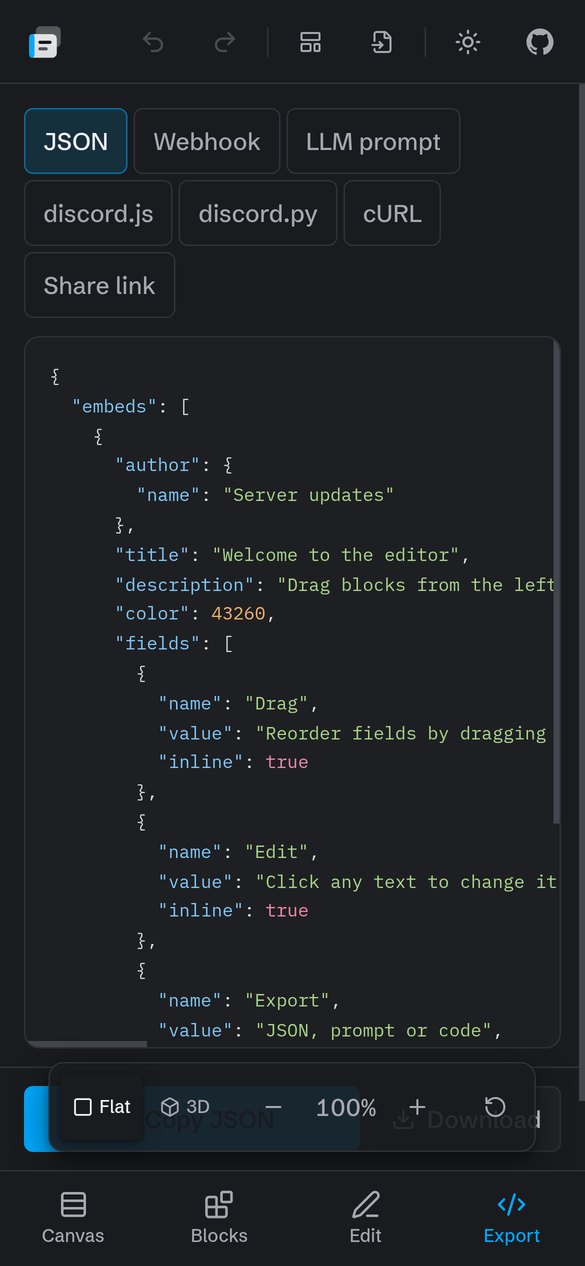 JSON
Webhook
LLM prompt
discord.js
discord.py
cURL
Share link
{
"embeds": [
{
"author": {
"name": "Server updates"
},
"title": "Welcome to the editor",
"description": "Drag blocks from the left
"color": 43260,
"fields": [
{
"name": "Drag",
"value": "Reorder fields by dragging
"inline": true
},
{
"name": "Edit",
"value": "Click any text to change it
"inline": true
},
{
"name": "Export",
"value": "JSON, prompt or code",
Flat
3D
100%
Copy JSON
Download
Canvas
Blocks
Edit
Export